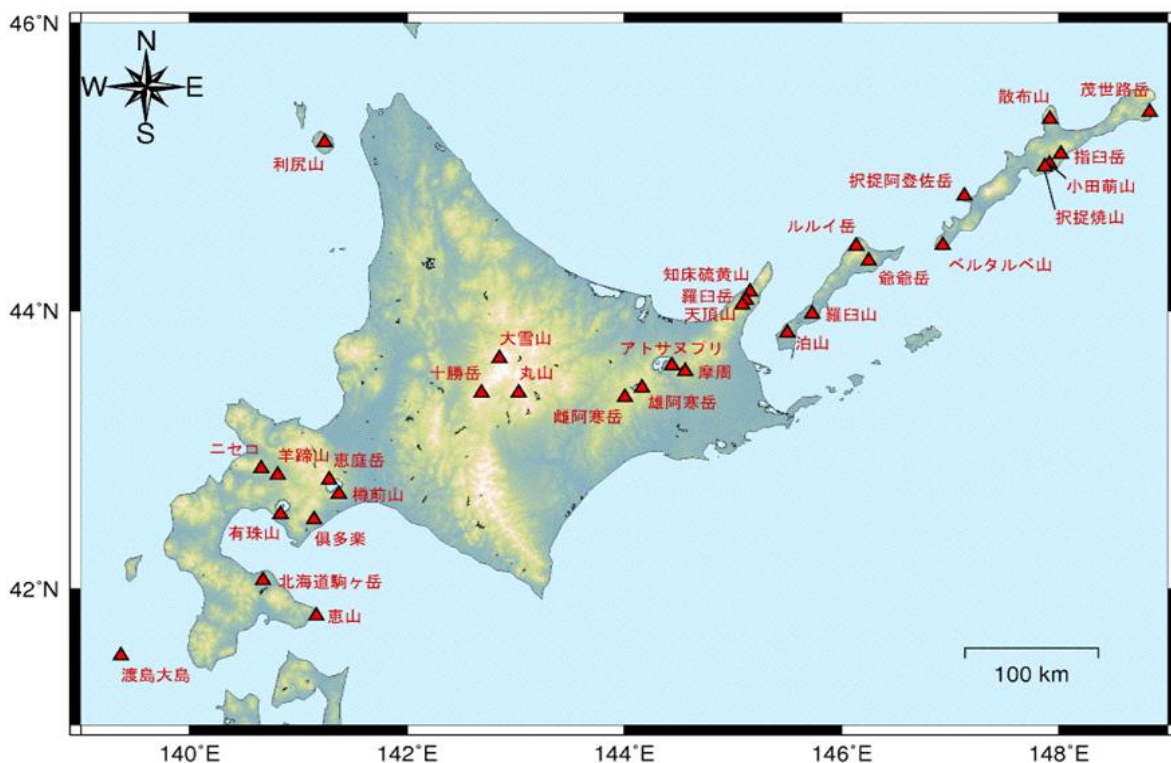 46°N
N
W E
S
利尻山
散布山
茂世路岳
指臼岳
小田萌山
択捉焼山
択捉阿登佐岳
ベルタルベ山
ルルイ岳
爺爺岳
羅臼山
泊山
知床硫黄山
羅臼岳
天頂山
44°N
大雪山
十勝岳
丸山
アトサヌプリ
摩周
雄阿寒岳
雌阿寒岳
ニセコ
羊蹄山
恵庭岳
樽前山
有珠山
倶多楽
北海道駒ヶ岳
恵山
42°N
渡島大島
100 km
140°E
142°E
144°E
146°E
148°E